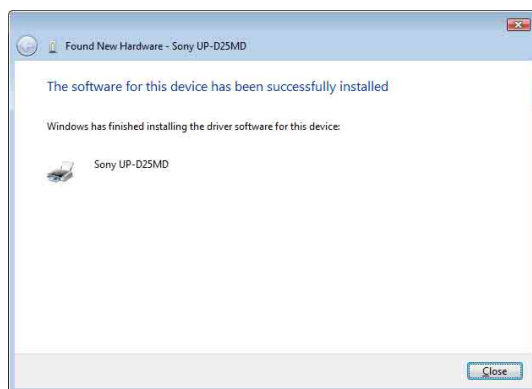 Found New Hardware - Sony UP-D25MD
The software for this device has been successfully installed
Windows has finished installing the driver software for this device:
Sony UP-D25MD
Close